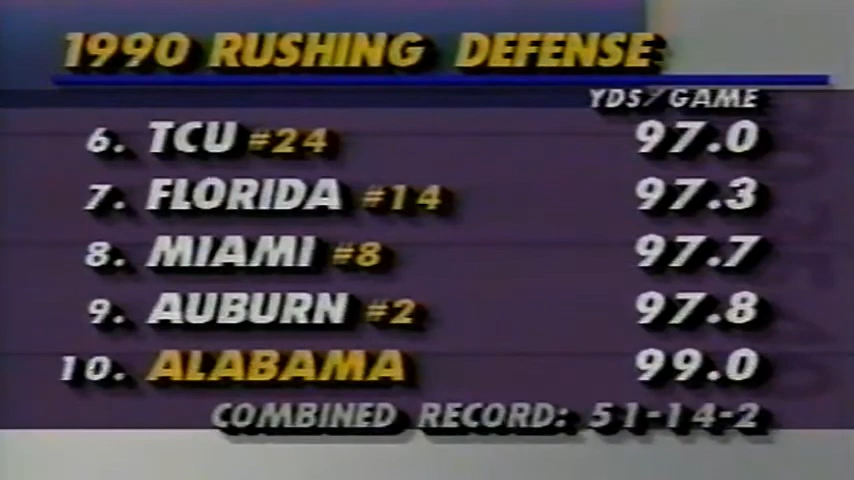 1990 RUSHING DEFENSE
YDS/GAME
6. TCU #24 97.0
7. FLORIDA #14 97.3
8. MIAMI #8 97.7
9. AUBURN #2 97.8
10. ALABAMA 99.0
COMBINED RECORD: 51-14-2